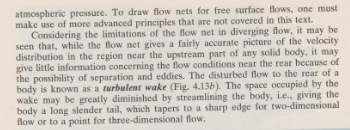 atmospheric pressure. To draw flow nets for free surface flows, one must
make use of more advanced principles that are not covered in this text.
Considering the limitations of the flow net in diverging flow, it may be
seen that, while the flow net gives a fairly accurate picture of the velocity
distribution in the region near the upstream part of any solid body, it may
give little information concerning the flow conditions near the rear because of
the possibility of separation and eddies. The disturbed flow to the rear of a
body is known as a turbulent wake (Fig. 4.13b). The space occupied by the
wake may be greatly diminished by streamlining the body, i.e., giving the
body a long slender tail, which tapers to a sharp edge for two-dimensional
flow or to a point for three-dimensional flow.